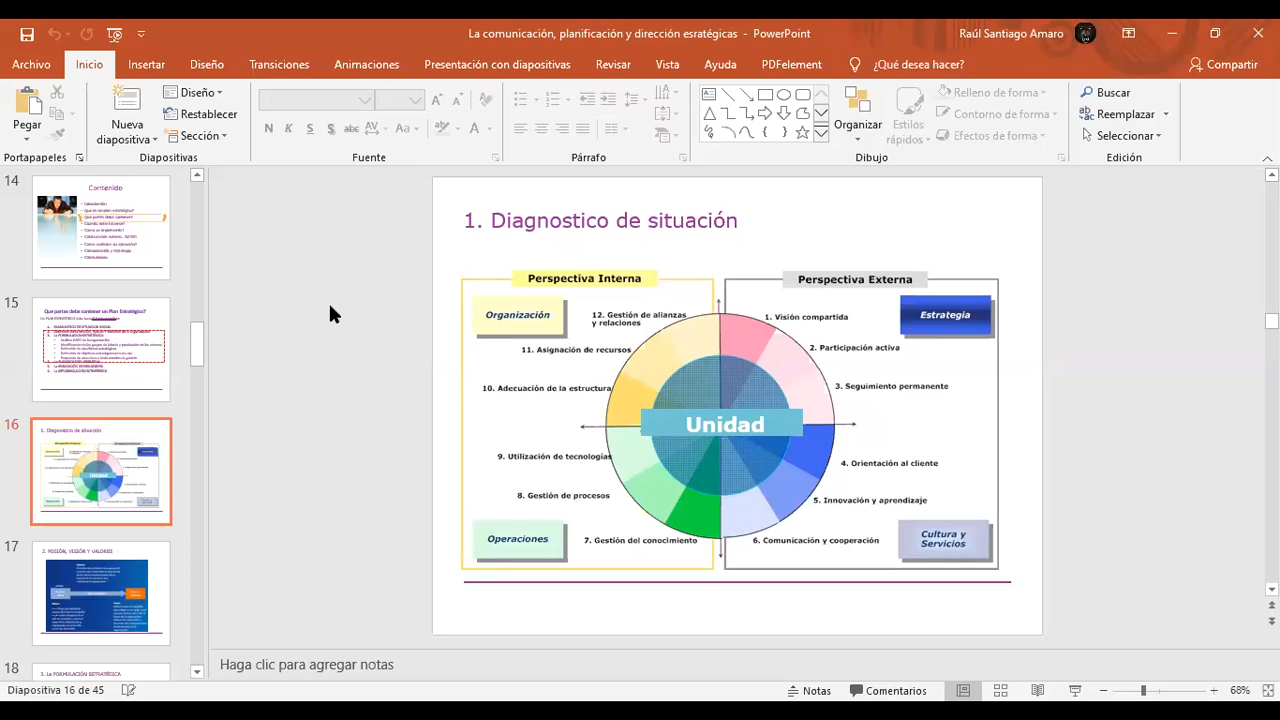 La comunicación, planificación y dirección esratégicas - PowerPoint
Raúl Santiago Amaro
Archivo
Inicio
Insertar
Diseño
Transiciones
Animaciones
Presentación con diapositivas
Revisar
Vista
Ayuda
PDFelement
¿Qué desea hacer?
Compartir
Pegar
Nueva
diapositiva
Diseño
Restablecer
Sección
N K S S abc AV Aa A
Organizar
Estilos
rápidos
Relleno de forma
Contorno de forma
Efectos de forma
Buscar
Reemplazar
Seleccionar
Portapapeles
Diapositivas
Fuente
Párrafo
Dibujo
Edición
14
Contenido
15
Que partes debe contener un Plan Estratégico?
16
1. Diagnostico de situación
Unidad
17
2. MISIÓN, VISIÓN Y VALORES
18
3. La FORMULACIÓN ESTRATÉGICA
1. Diagnostico de situación
Perspectiva Interna
Perspectiva Externa
Organización
12. Gestión de alianzas
y relaciones
1. Visión compartida
Estrategia
11. Asignación de recursos
2. Participación activa
10. Adecuación de la estructura
3. Seguimiento permanente
Unidad
9. Utilización de tecnologías
4. Orientación al cliente
8. Gestión de procesos
5. Innovación y aprendizaje
Operaciones
7. Gestión del conocimiento
6. Comunicación y cooperación
Cultura y
Servicios
Haga clic para agregar notas
Diapositiva 16 de 45
Notas
Comentarios
68%